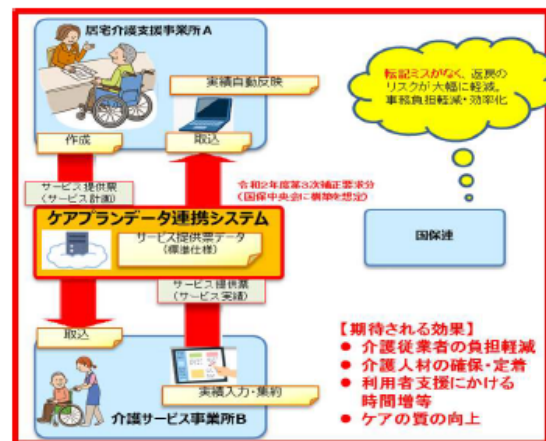 居宅介護支援事業所A
実績自動反映
作成
取込
サービス提供票
(サービス計画)
令和2年度第3次補正要求分
(国保中央会に構築を想定)
ケアプランデータ連携システム
サービス提供票データ
(標準仕様)
サービス提供票
(サービス実績)
取込
実績入力・集約
介護サービス事業所B
転記ミスがなく、返戻の
リスクが大幅に軽減。
事務負担軽減・効率化
国保連
【期待される効果】
● 介護従業者の負担軽減
● 介護人材の確保・定着
● 利用者支援にかける
時間増等
● ケアの質の向上